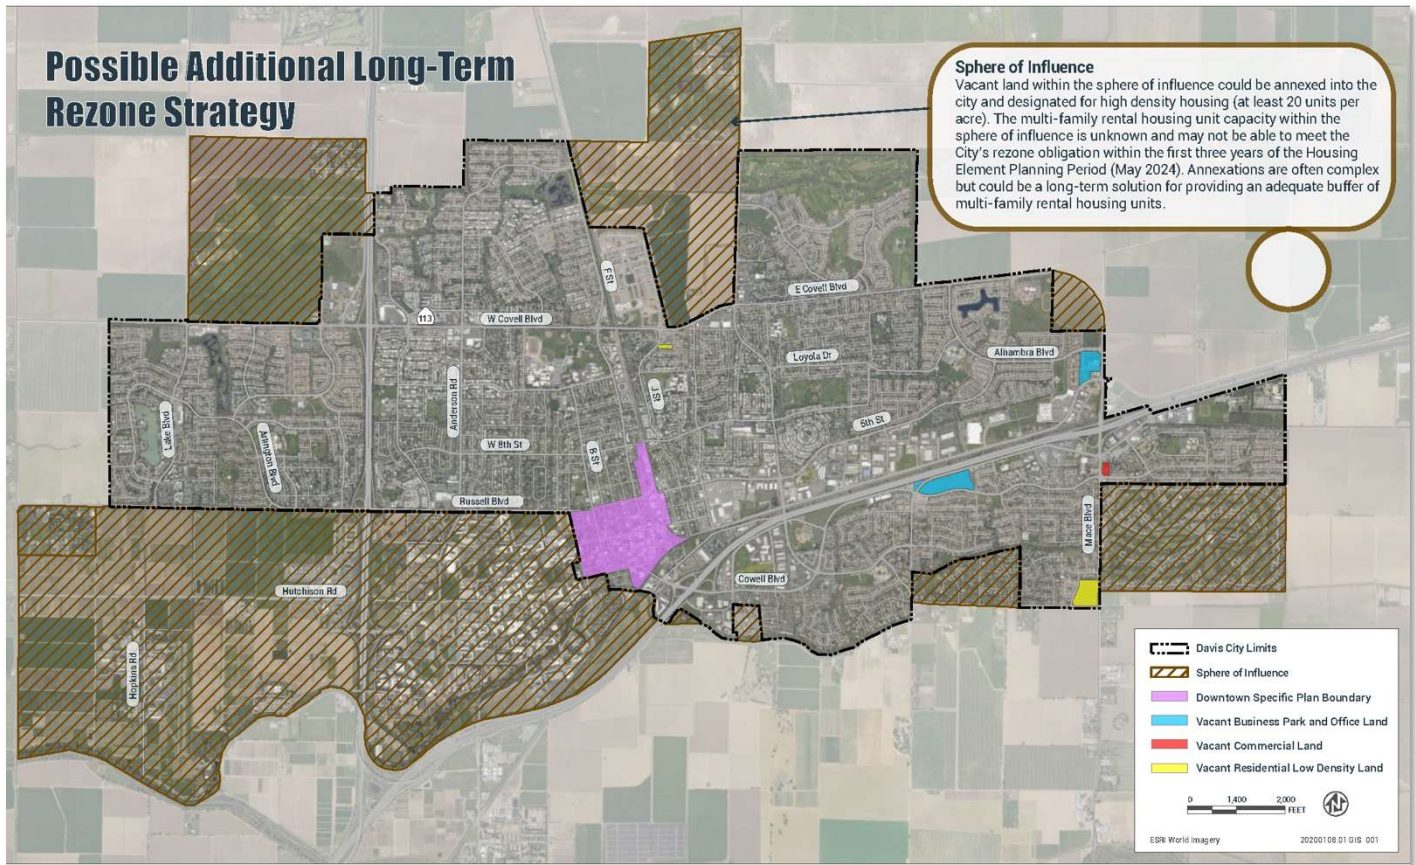 Possible Additional Long-Term
Rezone Strategy
Sphere of Influence
Vacant land within the sphere of influence could be annexed into the
city and designated for high density housing (at least 20 units per
acre). The multi-family rental housing unit capacity within the
sphere of influence is unknown and may not be able to meet the
City's rezone obligation within the first three years of the Housing
Element Planning Period (May 2024). Annexations are often complex
but could be a long-term solution for providing an adequate buffer of
multi-family rental housing units.
F St
E Covell Blvd
113
W Covell Blvd
Loyola Dr
Alhambra Blvd
Anderson Rd
J St
Lake Blvd
Arlington Blvd
W 8th St
B St
5th St
Russell Blvd
Mace Blvd
Cowell Blvd
Hutchison Rd
Hopkins Rd
Davis City Limits
Sphere of Influence
Downtown Specific Plan Boundary
Vacant Business Park and Office Land
Vacant Commercial Land
Vacant Residential Low Density Land
0 1,400 2,000
FEET
N
ESRI World Imagery 20200108.01 GIS 001